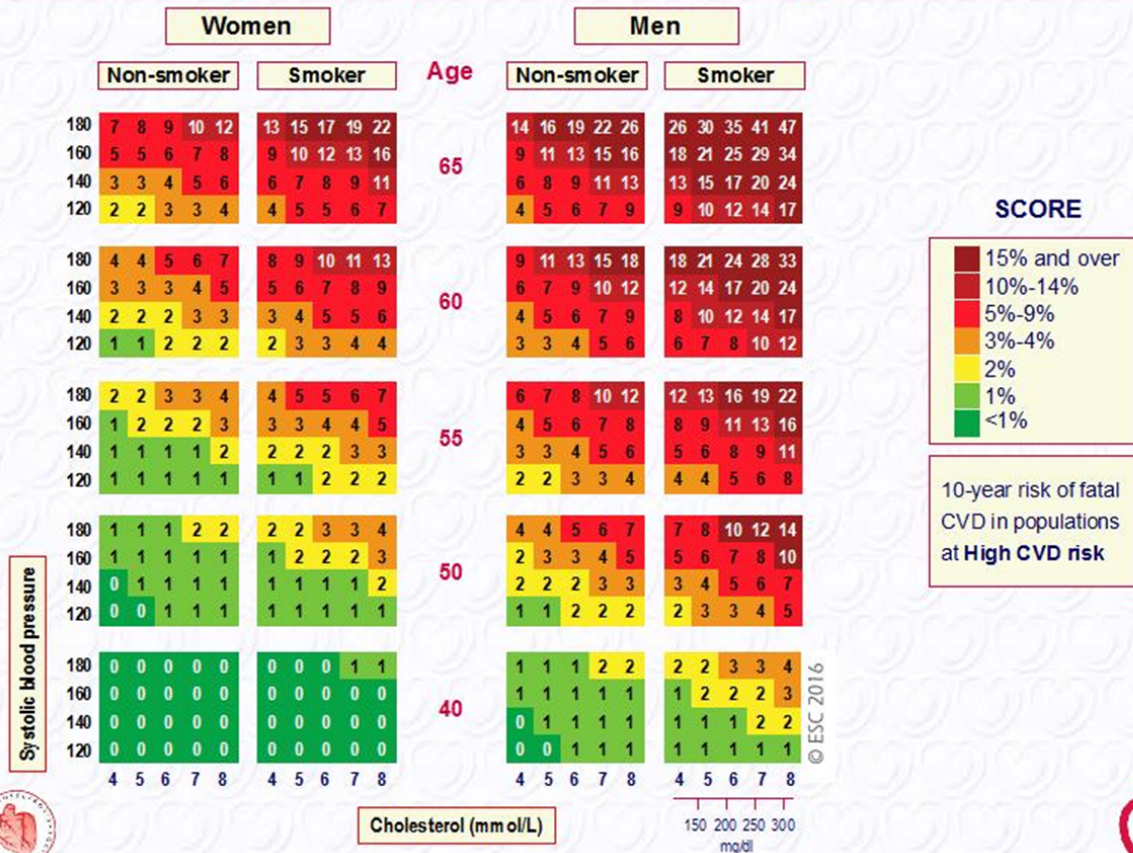 Women Men
Non-smoker Smoker Age Non-smoker Smoker
180 7 8 9 10 12 13 15 17 19 22 14 16 19 22 26 26 30 35 41 47
160 5 5 6 7 8 9 10 12 13 16 9 11 13 15 16 18 21 25 29 34
65
140 3 3 4 5 6 6 7 8 9 11 6 8 9 11 13 13 15 17 20 24
120 2 2 3 3 4 4 5 5 6 7 4 5 6 7 9 9 10 12 14 17
180 4 4 5 6 7 8 9 10 11 13 9 11 13 15 18 18 21 24 28 33
160 3 3 3 4 5 5 6 7 8 9 6 7 9 10 12 12 14 17 20 24
60
140 2 2 2 3 3 3 4 5 5 6 4 5 6 7 9 8 10 12 14 17
120 1 1 2 2 2 2 3 3 4 4 3 3 4 5 6 6 7 8 10 12
180 2 2 3 3 4 4 5 5 6 7 6 7 8 10 12 12 13 16 19 22
160 1 2 2 2 3 3 3 4 4 5 4 5 6 7 8 8 9 11 13 16
55
140 1 1 1 1 2 2 2 2 3 3 3 3 4 5 6 5 6 8 9 11
120 1 1 1 1 1 1 1 2 2 2 2 2 3 3 4 4 4 5 6 8
180 1 1 1 2 2 2 2 3 3 4 4 4 5 6 7 7 8 10 12 14
160 1 1 1 1 1 1 2 2 2 3 2 3 3 4 5 5 6 7 8 10
50
140 0 1 1 1 1 1 1 1 1 2 2 2 2 3 3 3 4 5 6 7
120 0 0 1 1 1 1 1 1 1 1 1 1 2 2 2 2 3 3 4 5
180 0 0 0 0 0 0 0 0 1 1 1 1 1 2 2 2 2 3 3 4
160 0 0 0 0 0 0 0 0 0 0 1 1 1 1 1 1 2 2 2 3
40
140 0 0 0 0 0 0 0 0 0 0 0 1 1 1 1 1 1 1 2 2
120 0 0 0 0 0 0 0 0 0 0 0 0 1 1 1 1 1 1 1 1
4 5 6 7 8 4 5 6 7 8 4 5 6 7 8 4 5 6 7 8
Systolic blood pressure
Cholesterol (mmol/L)
150 200 250 300
mg/dl
© ESC 2016
SCORE
15% and over
10%-14%
5%-9%
3%-4%
2%
1%
<1%
10-year risk of fatal
CVD in populations
at High CVD risk